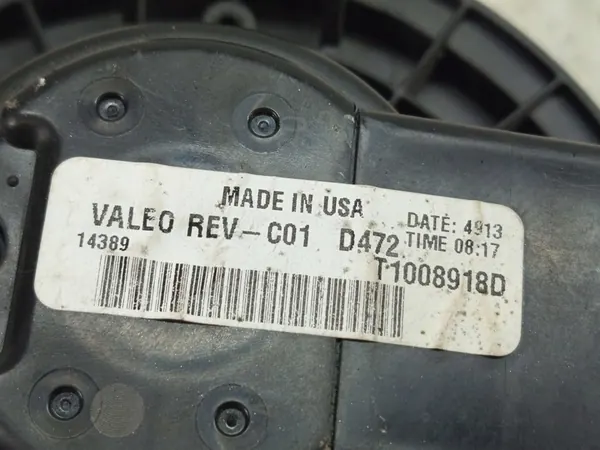 MADE IN USA
DATE: 4913
VALEO REV-C01 D472 TIME 08:17
14389
T1008918D